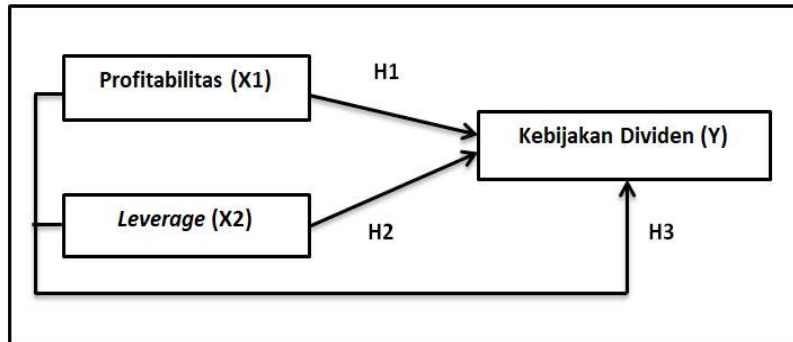 Profitabilitas (X1)
H1
Kebijakan Dividen (Y)
Leverage (X2)
H2
H3